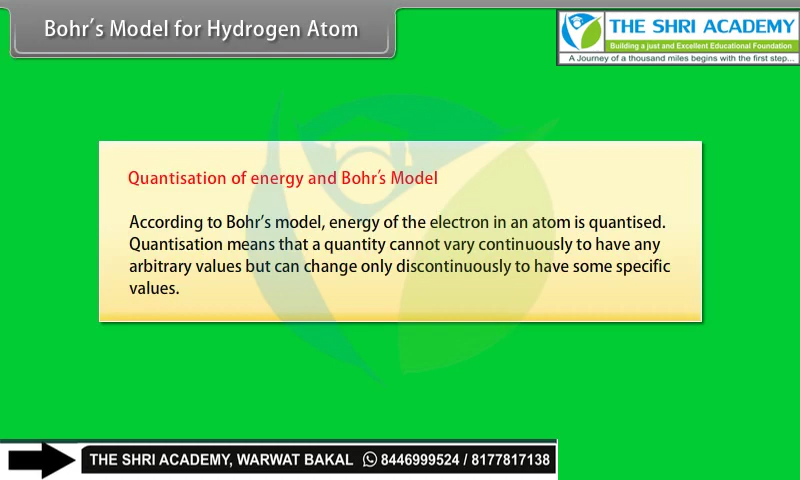 Bohr's Model for Hydrogen Atom
THE SHRI ACADEMY
Building a just and Excellent Educational Foundation
A Journey of a thousand miles begins with the first step...
Quantisation of energy and Bohr's Model
According to Bohr's model, energy of the electron in an atom is quantised.
Quantisation means that a quantity cannot vary continuously to have any
arbitrary values but can change only discontinuously to have some specific
values.
THE SHRI ACADEMY, WARWAT BAKAL 8446999524 / 8177817138